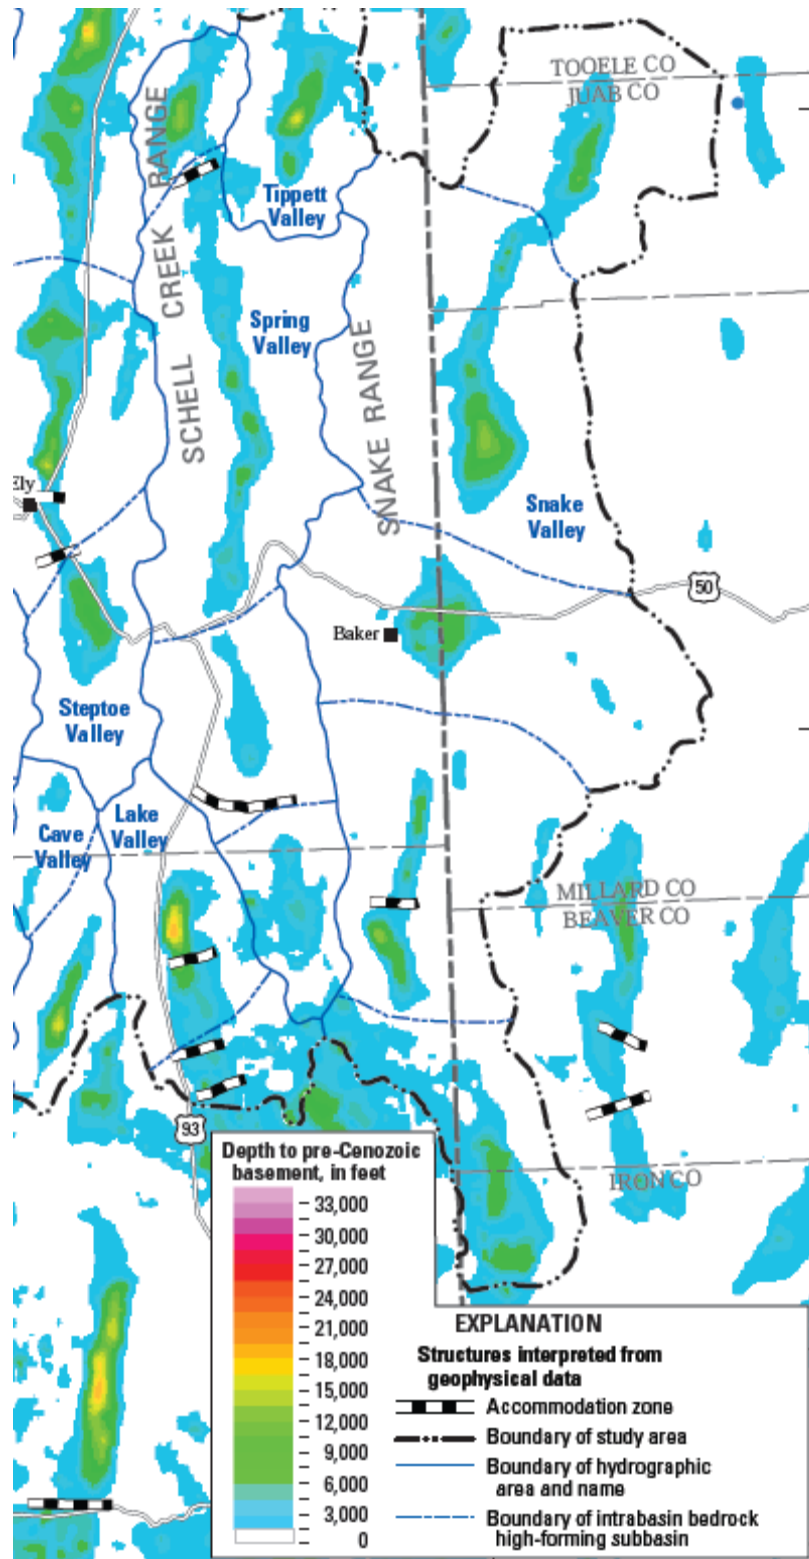 TOOELE CO
JUAB CO
SCHELL CREEK RANGE
Tippett
Valley
Spring
Valley
SNAKE RANGE
Ely
Snake
Valley
50
Baker
Steptoe
Valley
Lake
Valley
Cave
Valley
MILLARD CO
BEAVER CO
93
IRON CO
Depth to pre-Cenozoic
basement, in feet
33,000
30,000
27,000
24,000
21,000
18,000
15,000
12,000
9,000
6,000
3,000
0
EXPLANATION
Structures interpreted from
geophysical data
Accommodation zone
Boundary of study area
Boundary of hydrographic
area and name
Boundary of intrabasin bedrock
high-forming subbasin